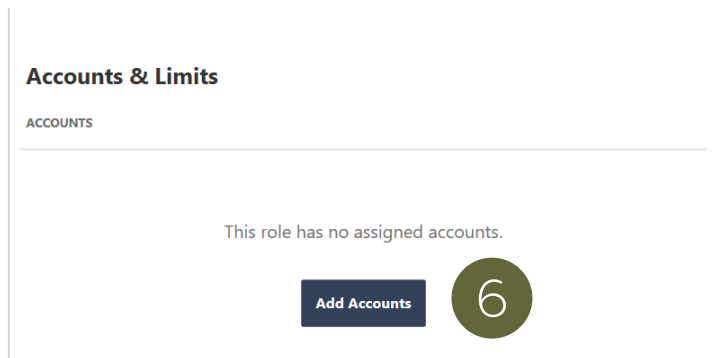 Accounts & Limits
ACCOUNTS
This role has no assigned accounts.
Add Accounts
6